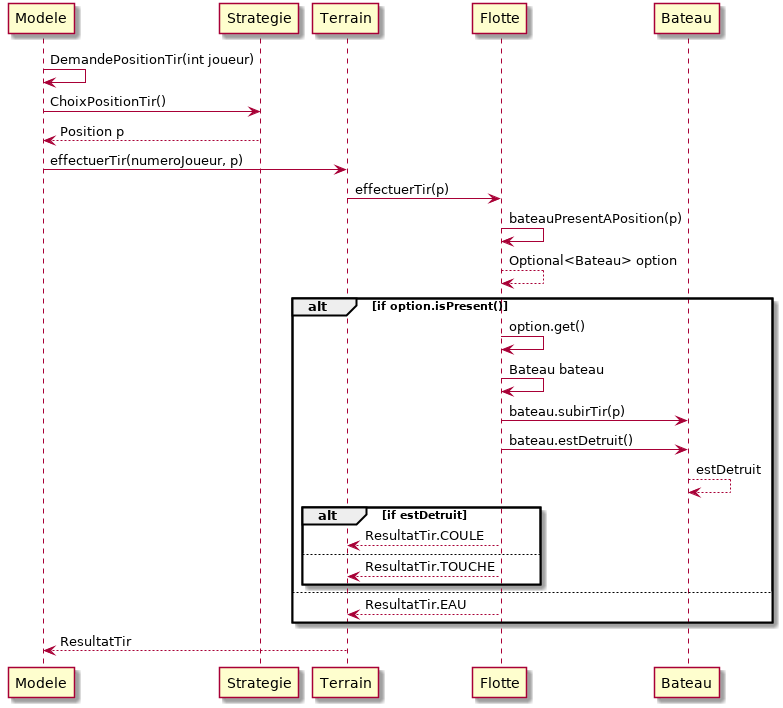 Modele Strategie Terrain Flotte Bateau
DemandePositionTir(int joueur)
ChoixPositionTir()
Position p
effectuerTir(numeroJoueur, p)
effectuerTir(p)
bateauPresentAPosition(p)
Optional<Bateau> option
alt [if option.isPresent()]
option.get()
Bateau bateau
bateau.subirTir(p)
bateau.estDetruit()
estDetruit
alt [if estDetruit]
ResultatTir.COULE
ResultatTir.TOUCHE
ResultatTir.EAU
ResultatTir
Modele Strategie Terrain Flotte Bateau